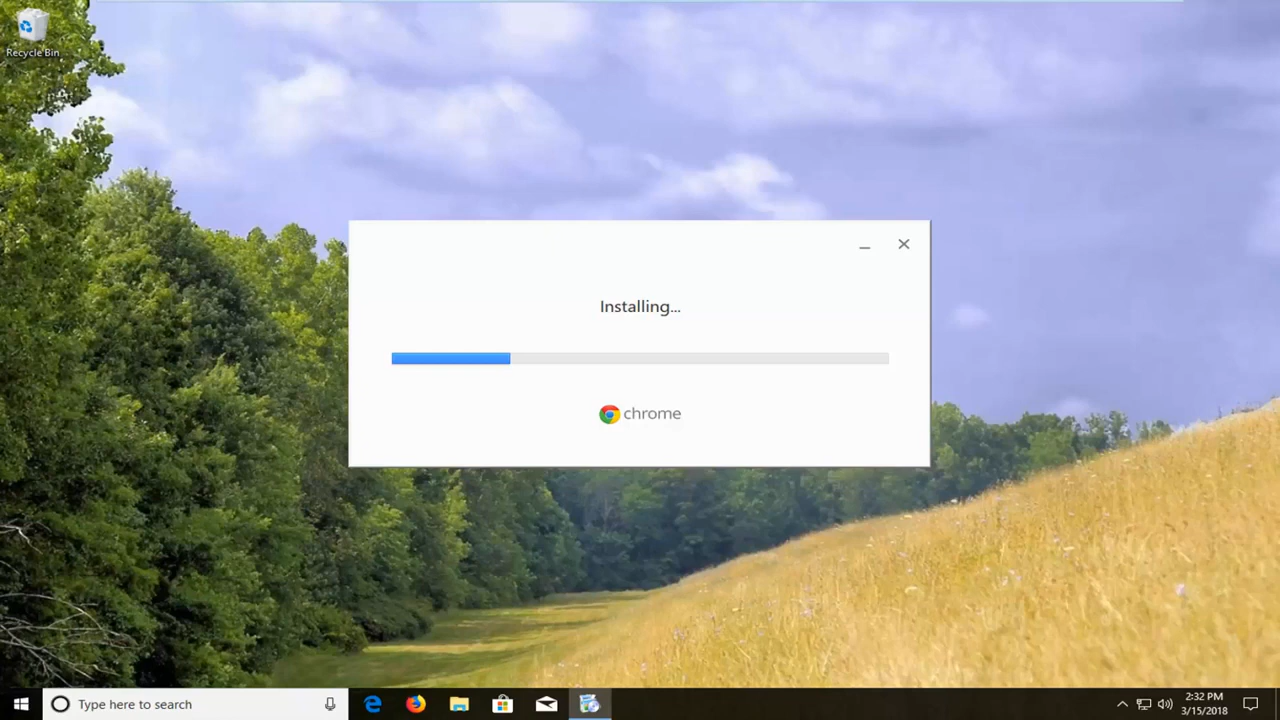 Recycle Bin
Installing...
chrome
Type here to search
2:32 PM
3/15/2018